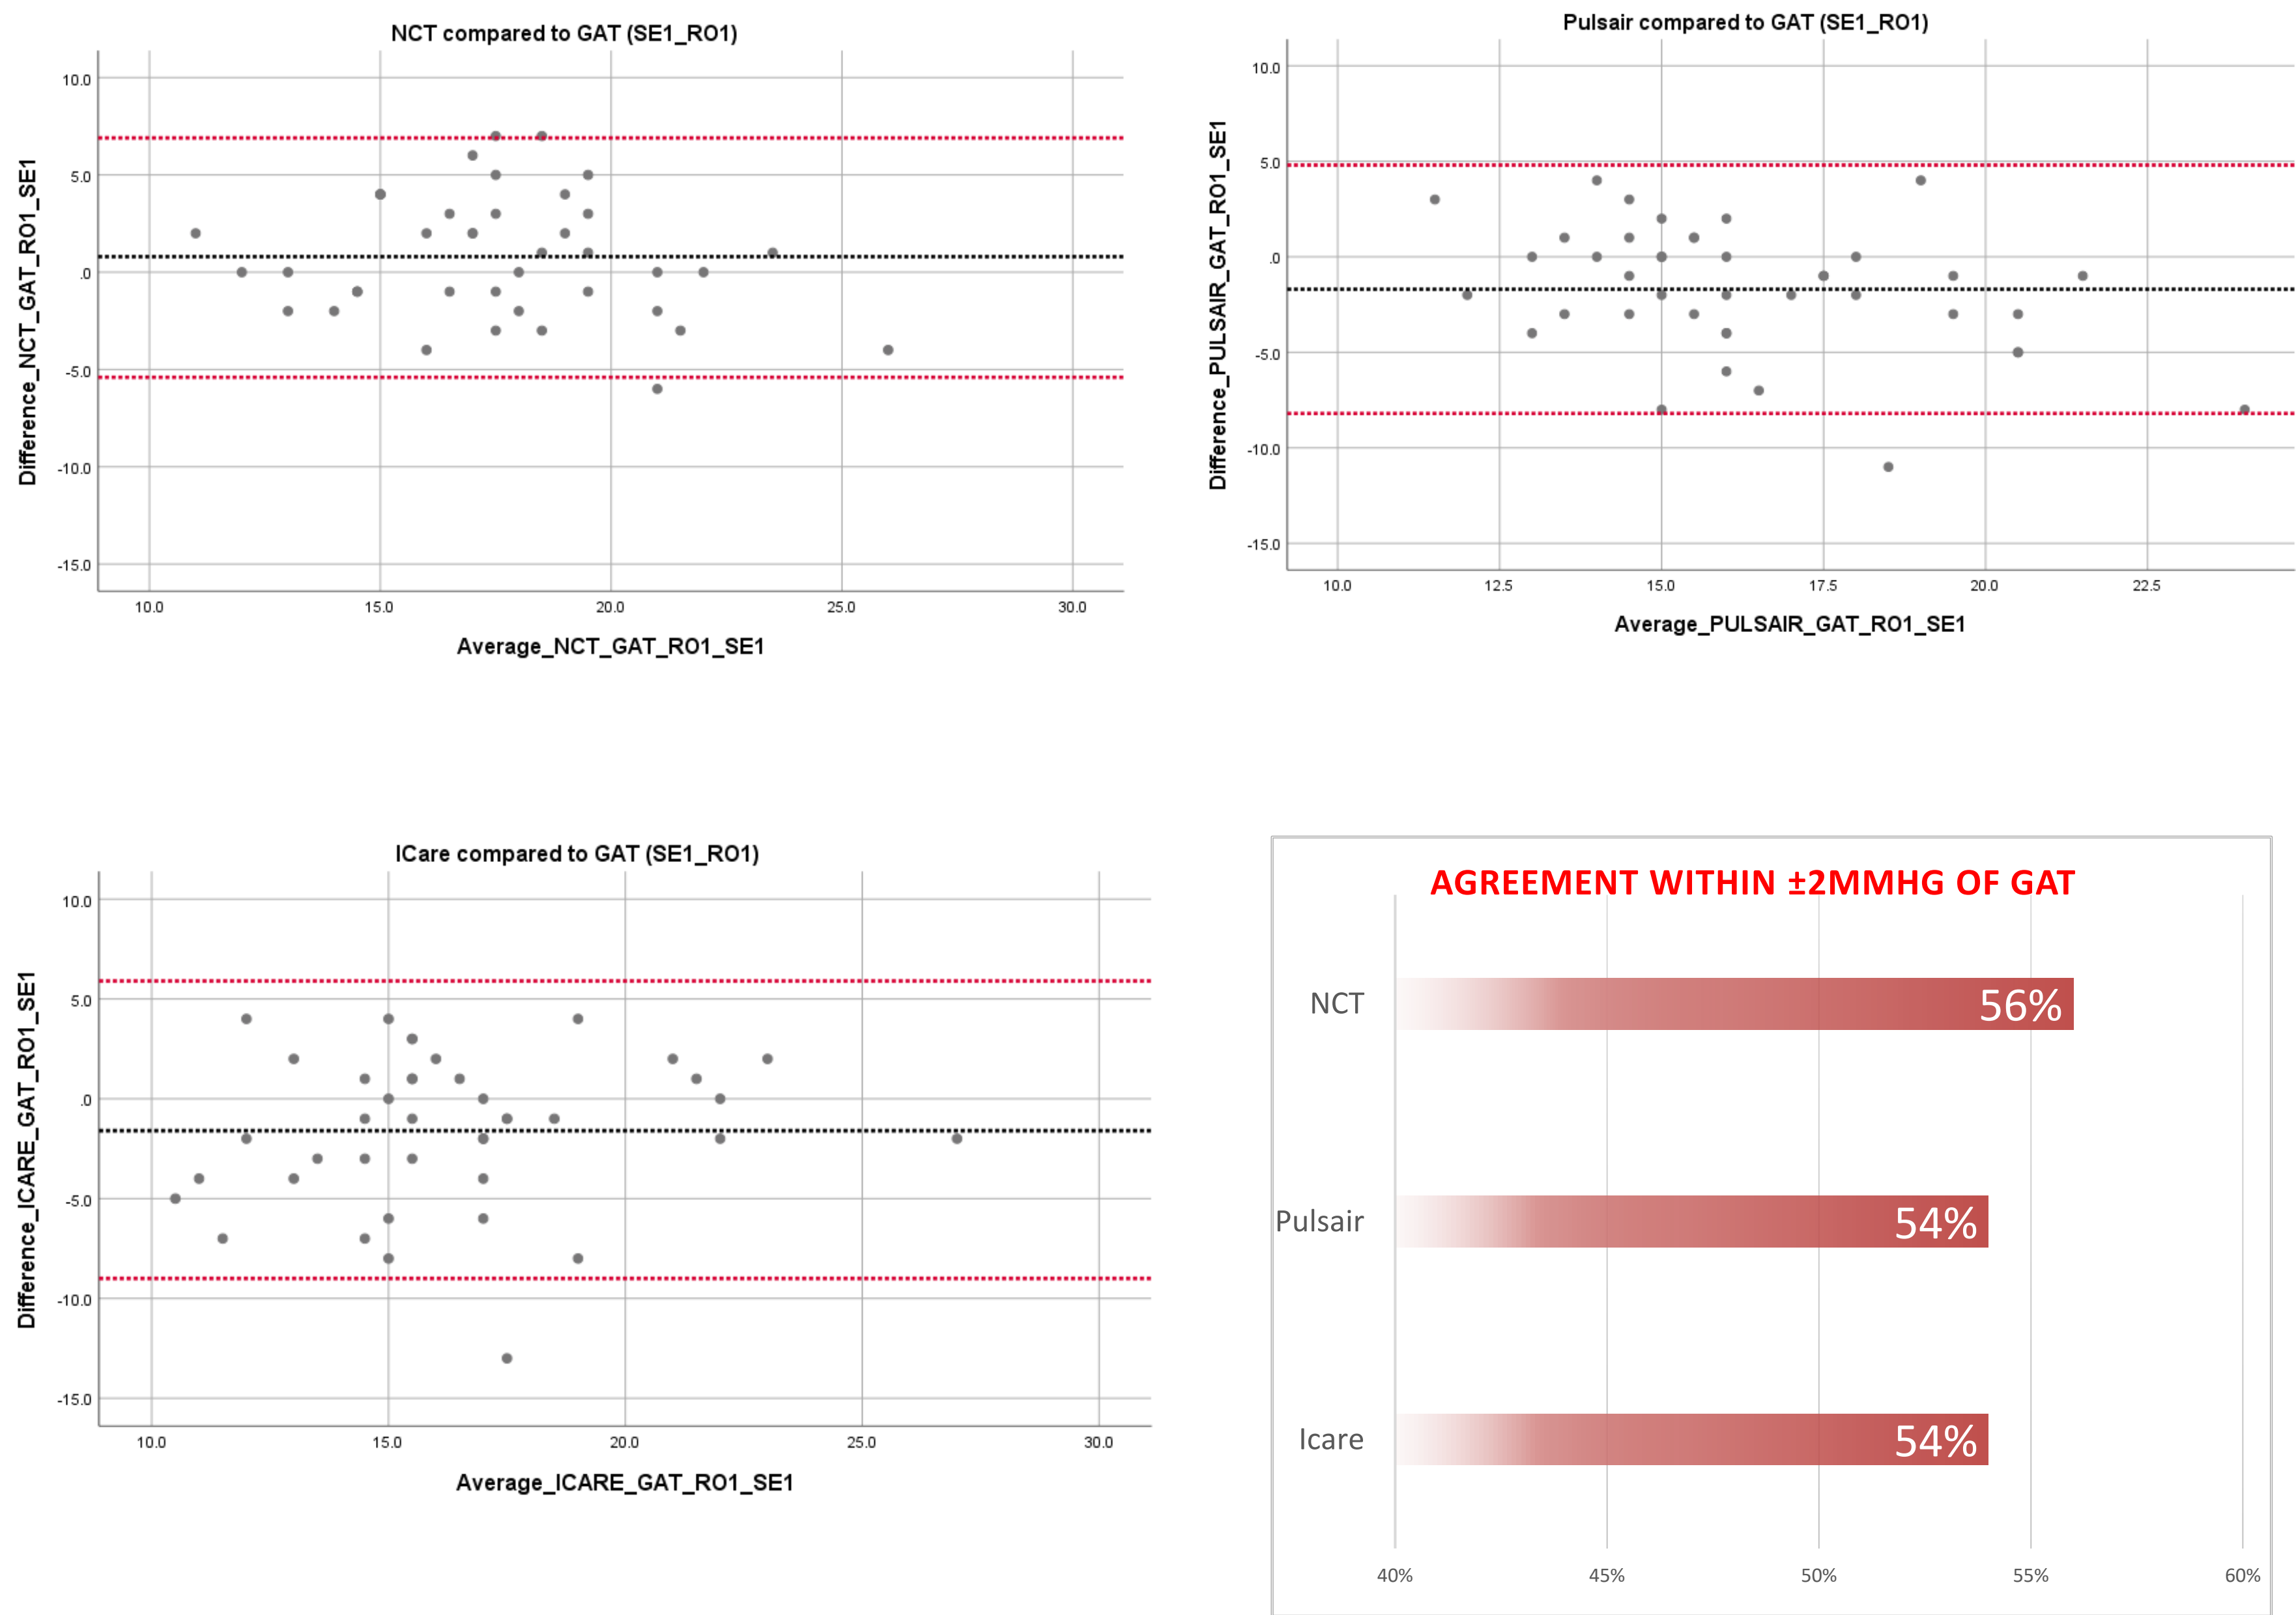 NCT compared to GAT (SE1_RO1)
Difference_NCT_GAT_RO1_SE1
10.0
5.0
.0
-5.0
-10.0
-15.0
10.0 15.0 20.0 25.0 30.0
Average_NCT_GAT_RO1_SE1
Pulsair compared to GAT (SE1_RO1)
Difference_PULSAIR_GAT_RO1_SE1
10.0
5.0
.0
-5.0
-10.0
-15.0
10.0 12.5 15.0 17.5 20.0 22.5
Average_PULSAIR_GAT_RO1_SE1
ICare compared to GAT (SE1_RO1)
Difference_ICARE_GAT_RO1_SE1
10.0
5.0
.0
-5.0
-10.0
-15.0
10.0 15.0 20.0 25.0 30.0
Average_ICARE_GAT_RO1_SE1
AGREEMENT WITHIN ±2MMHG OF GAT
NCT 56%
Pulsair 54%
Icare 54%
40% 45% 50% 55% 60%